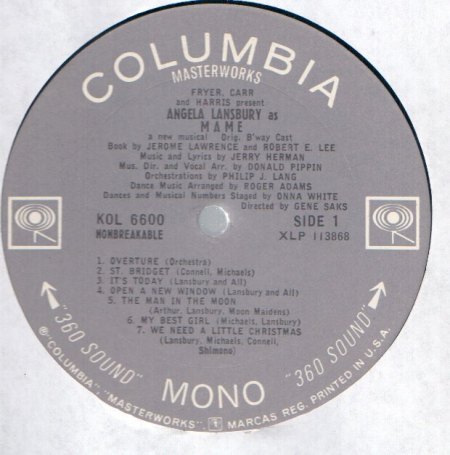 COLUMBIA
MASTERWORKS
FRYER, CARR
and HARRIS present
ANGELA LANSBURY as
MAME
a new musical Orig. B'way Cast
Book by JEROME LAWRENCE and ROBERT E. LEE
Music and Lyrics by JERRY HERMAN
Mus. Dir. and Vocal Arr. by DONALD PIPPIN
Orchestrations by PHILIP J. LANG
Dance Music Arranged by ROGER ADAMS
Dances and Musical Numbers Staged by ONNA WHITE
Directed by GENE SAKS
KOL 6600 SIDE 1
NONBREAKABLE XLP 113868
1. OVERTURE (Orchestra)
2. ST. BRIDGET (Connell, Michaels)
3. IT'S TODAY (Lansbury and All)
4. OPEN A NEW WINDOW (Lansbury and All)
5. THE MAN IN THE MOON
(Arthur, Lansbury, Moon Maidens)
6. MY BEST GIRL (Michaels, Lansbury)
7. WE NEED A LITTLE CHRISTMAS
(Lansbury, Michaels, Connell,
Shimono)
"360 SOUND" MONO "360 SOUND"
℗ "COLUMBIA", "MASTERWORKS", MARCAS REG. PRINTED IN U.S.A.